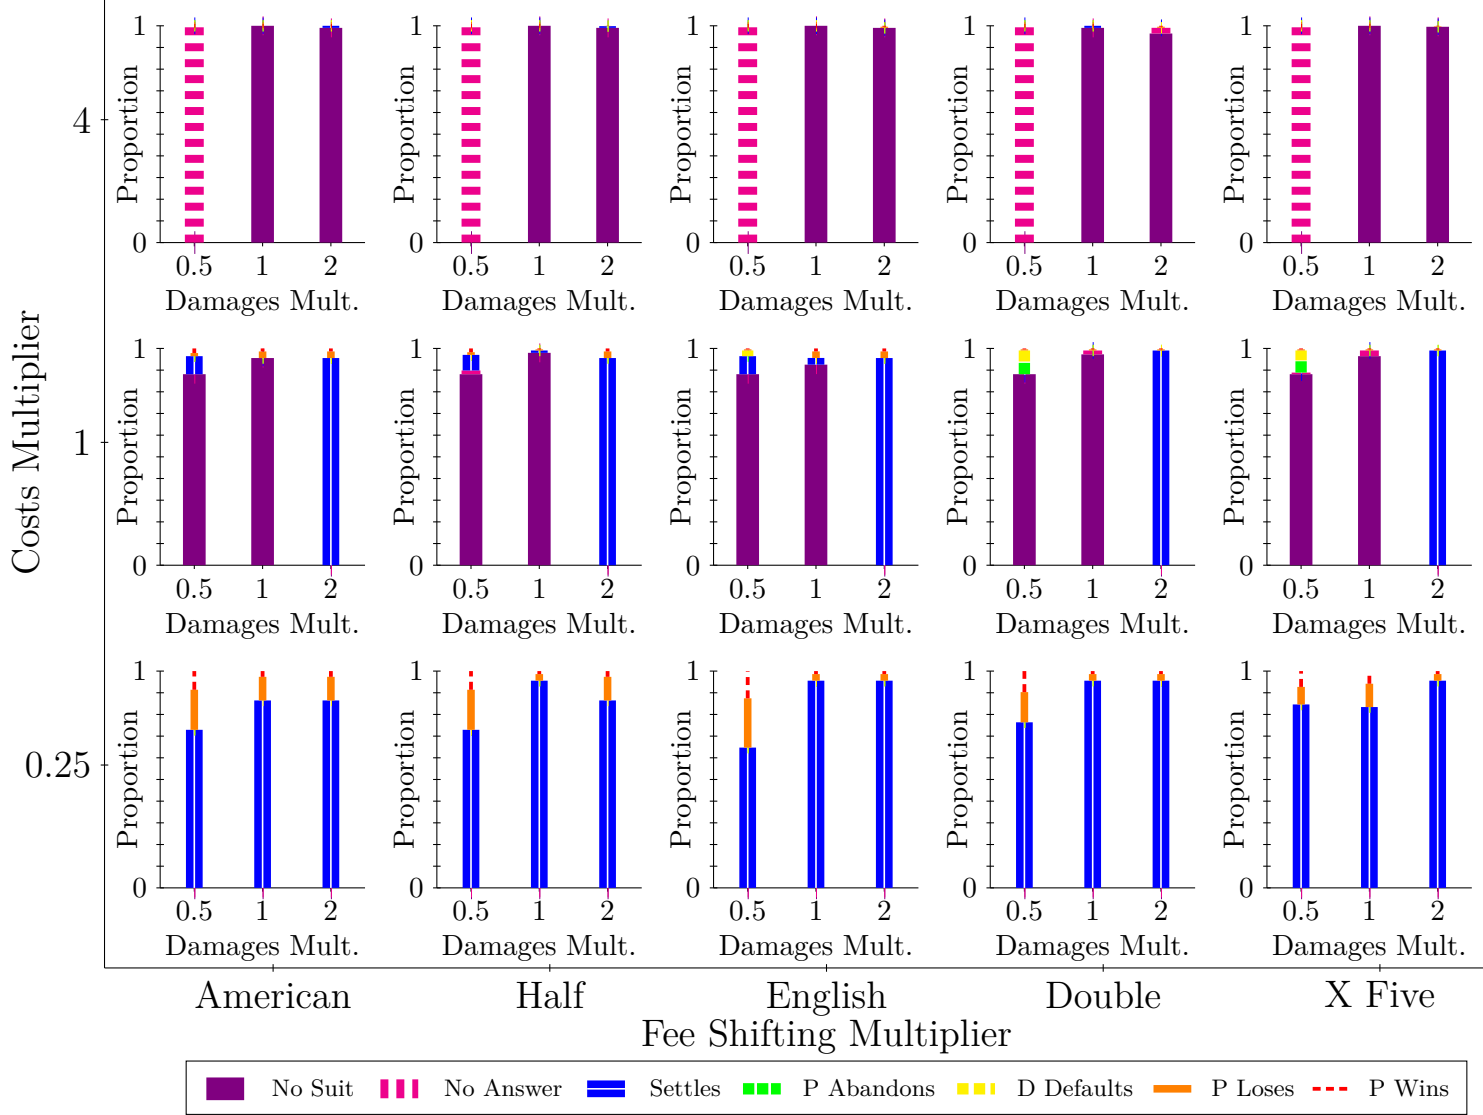 Costs Multiplier
4
Proportion
1
0
0.5 1 2
Damages Mult.
Proportion
1
0
0.5 1 2
Damages Mult.
Proportion
1
0
0.5 1 2
Damages Mult.
Proportion
1
0
0.5 1 2
Damages Mult.
Proportion
1
0
0.5 1 2
Damages Mult.
1
Proportion
1
0
0.5 1 2
Damages Mult.
Proportion
1
0
0.5 1 2
Damages Mult.
Proportion
1
0
0.5 1 2
Damages Mult.
Proportion
1
0
0.5 1 2
Damages Mult.
Proportion
1
0
0.5 1 2
Damages Mult.
0.25
Proportion
1
0
0.5 1 2
Damages Mult.
Proportion
1
0
0.5 1 2
Damages Mult.
Proportion
1
0
0.5 1 2
Damages Mult.
Proportion
1
0
0.5 1 2
Damages Mult.
Proportion
1
0
0.5 1 2
Damages Mult.
American Half English Double X Five
Fee Shifting Multiplier
No Suit No Answer Settles P Abandons D Defaults P Loses P Wins